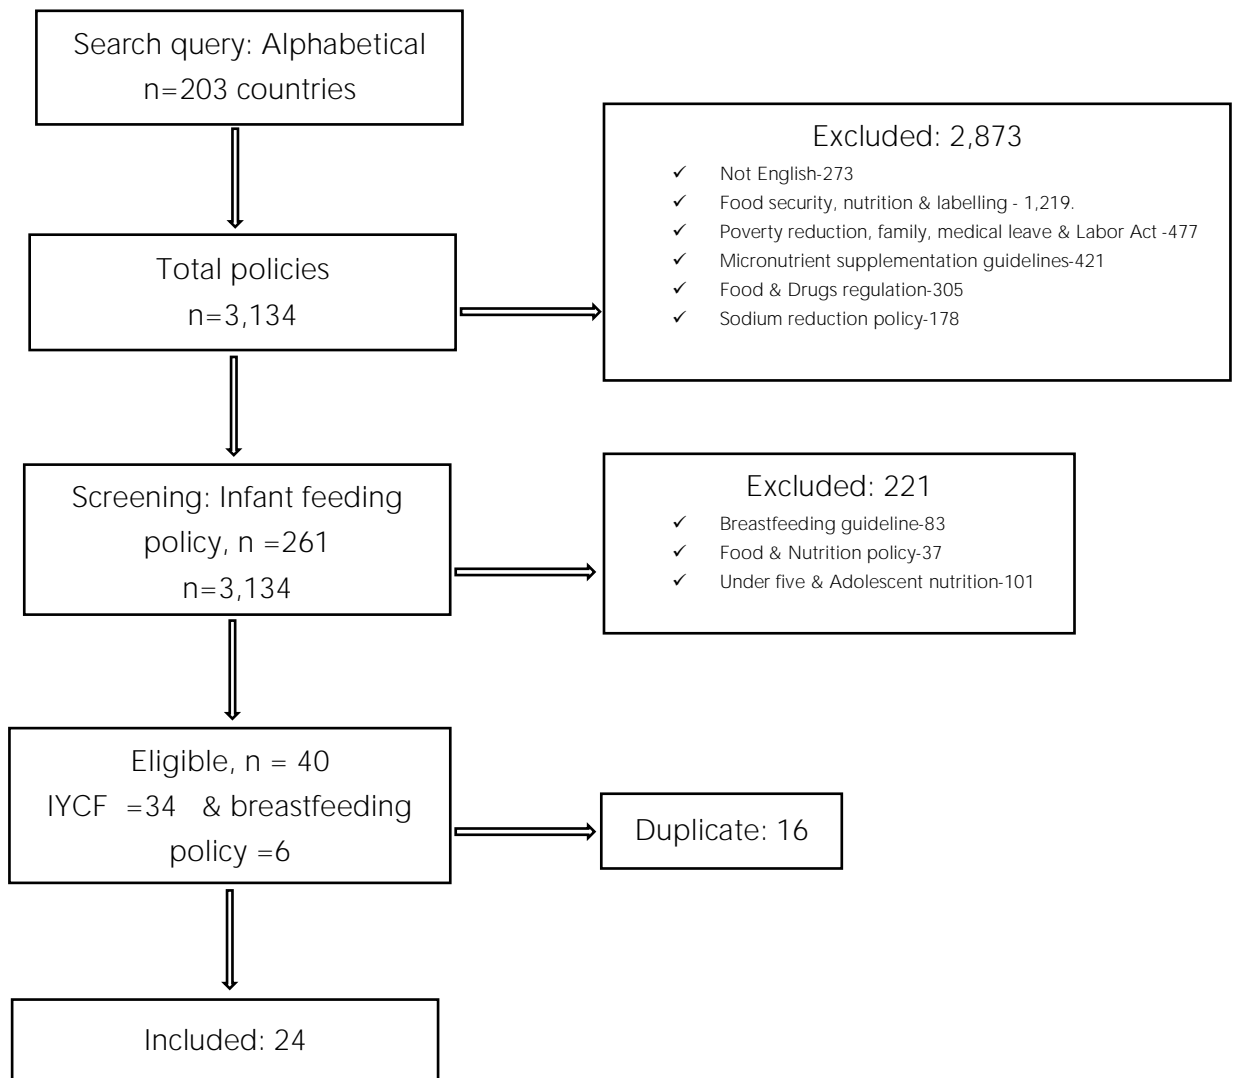 Search query: Alphabetical
n=203 countries
Excluded: 2,873
✓ Not English-273
✓ Food security, nutrition & labelling - 1,219.
✓ Poverty reduction, family, medical leave & Labor Act -477
✓ Micronutrient supplementation guidelines-421
✓ Food & Drugs regulation-305
✓ Sodium reduction policy-178
Total policies
n=3,134
Screening: Infant feeding
policy, n =261
n=3,134
Excluded: 221
✓ Breastfeeding guideline-83
✓ Food & Nutrition policy-37
✓ Under five & Adolescent nutrition-101
Eligible, n = 40
IYCF =34 & breastfeeding
policy =6
Duplicate: 16
Included: 24